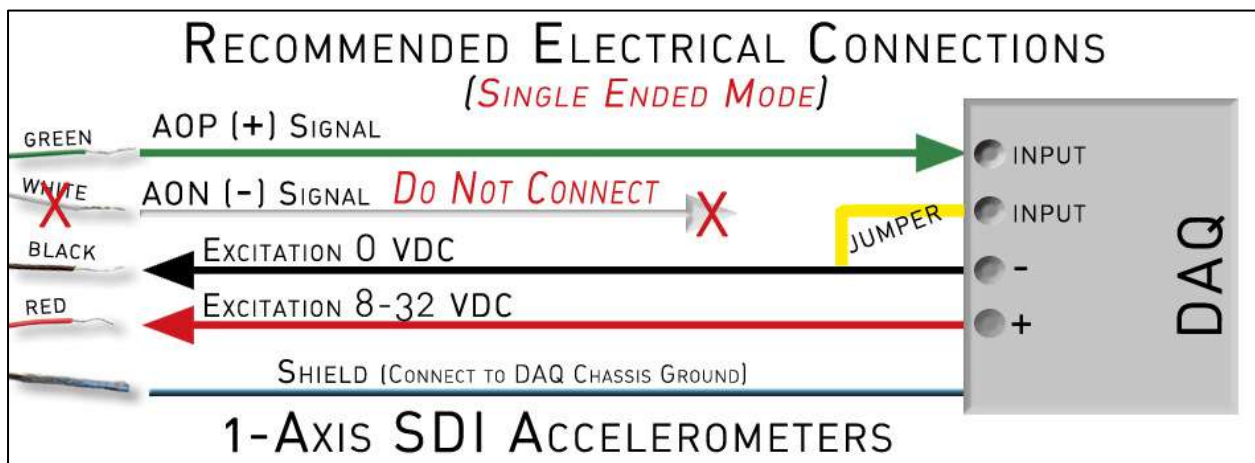 RECOMMENDED ELECTRICAL CONNECTIONS
(SINGLE ENDED MODE)
GREEN
AOP (+) SIGNAL
INPUT
WHITE
AON (-) SIGNAL DO NOT CONNECT
X
X
JUMPER
INPUT
BLACK
EXCITATION 0 VDC
-
RED
EXCITATION 8-32 VDC
+
DAQ
SHIELD (CONNECT TO DAQ CHASSIS GROUND)
1-AXIS SDI ACCELEROMETERS